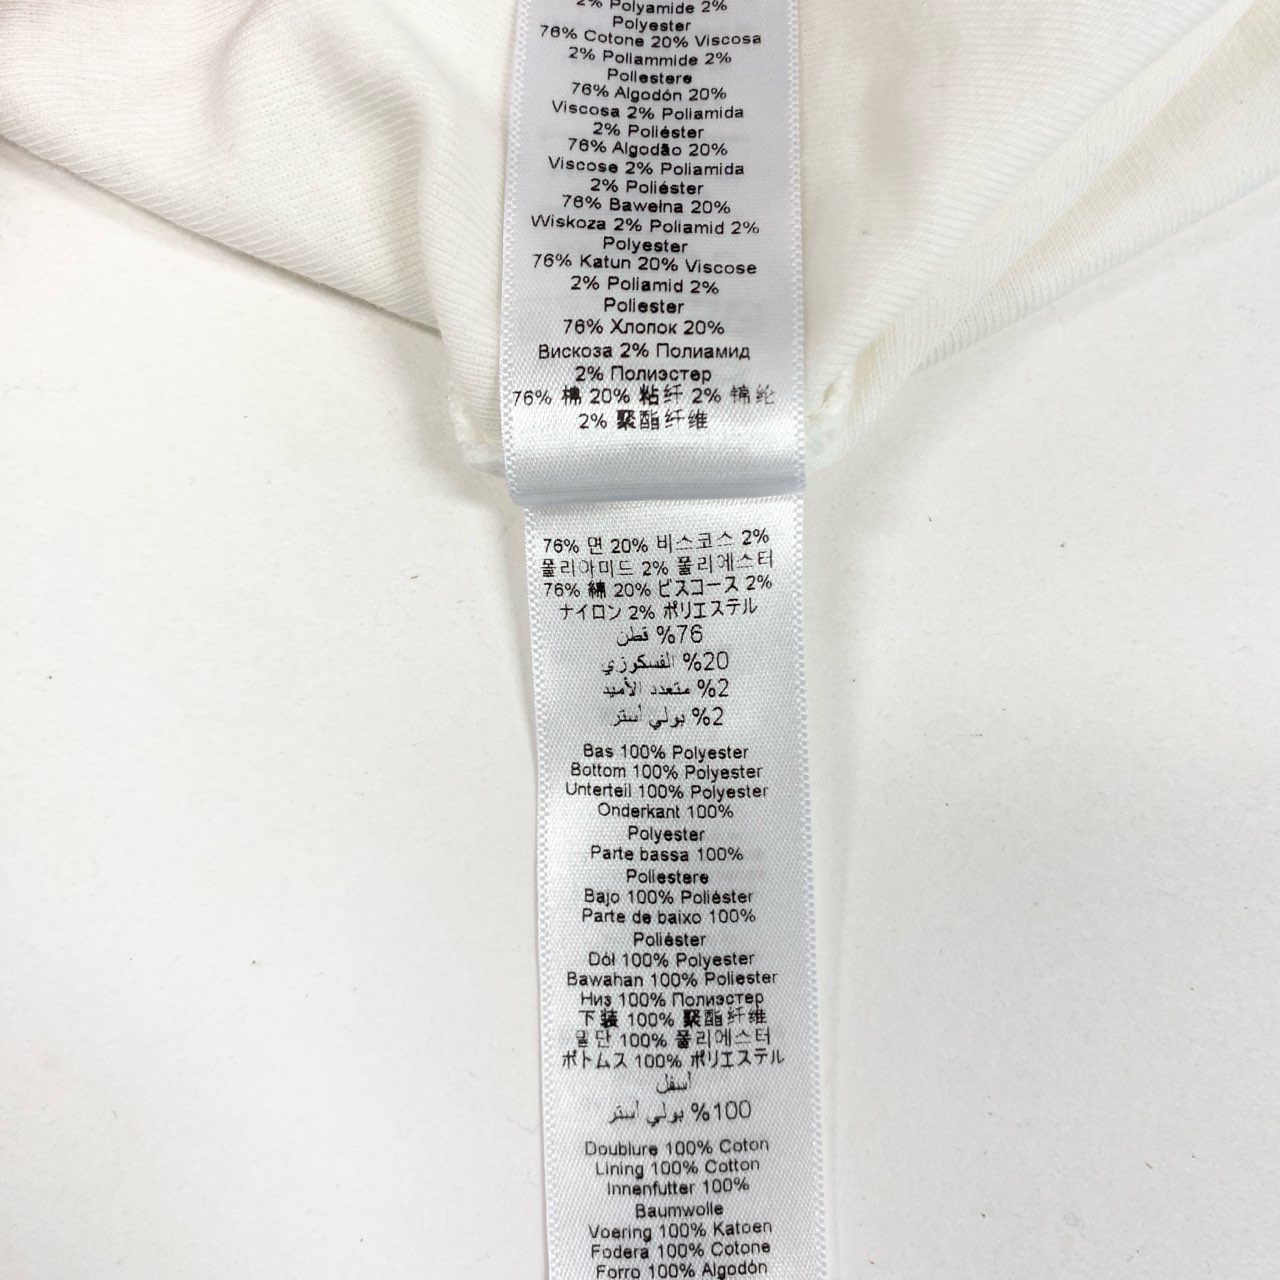 2% Polyamide 2%
Polyester
76% Cotone 20% Viscosa
2% Poliammide 2%
Poliestere
76% Algodón 20%
Viscosa 2% Poliamida
2% Poliéster
76% Algodão 20%
Viscose 2% Poliamida
2% Poliéster
76% Bawełna 20%
Wiskoza 2% Poliamid 2%
Polyester
76% Katun 20% Viscose
2% Poliamid 2%
Poliester
76% Хлопок 20%
Вискоза 2% Полиамид
2% Полиэстер
76% 棉 20% 粘纤 2% 锦纶
2% 聚酯纤维
76% 면 20% 비스코스 2%
폴리아미드 2% 폴리에스터
76% 綿 20% ビスコース 2%
ナイロン 2% ポリエステル
%76 قطن
%20 الفسكوزي
%2 متعدد الأميد
%2 بولي أستر
Bas 100% Polyester
Bottom 100% Polyester
Unterteil 100% Polyester
Onderkant 100%
Polyester
Parte bassa 100%
Poliestere
Bajo 100% Poliéster
Parte de baixo 100%
Poliéster
Dół 100% Polyester
Bawahan 100% Poliester
Низ 100% Полиэстер
下装 100% 聚酯纤维
밑단 100% 폴리에스터
ボトムス 100% ポリエステル
أسفل
%100 بولي أستر
Doublure 100% Coton
Lining 100% Cotton
Innenfutter 100%
Baumwolle
Voering 100% Katoen
Fodera 100% Cotone
Forro 100% Algodón